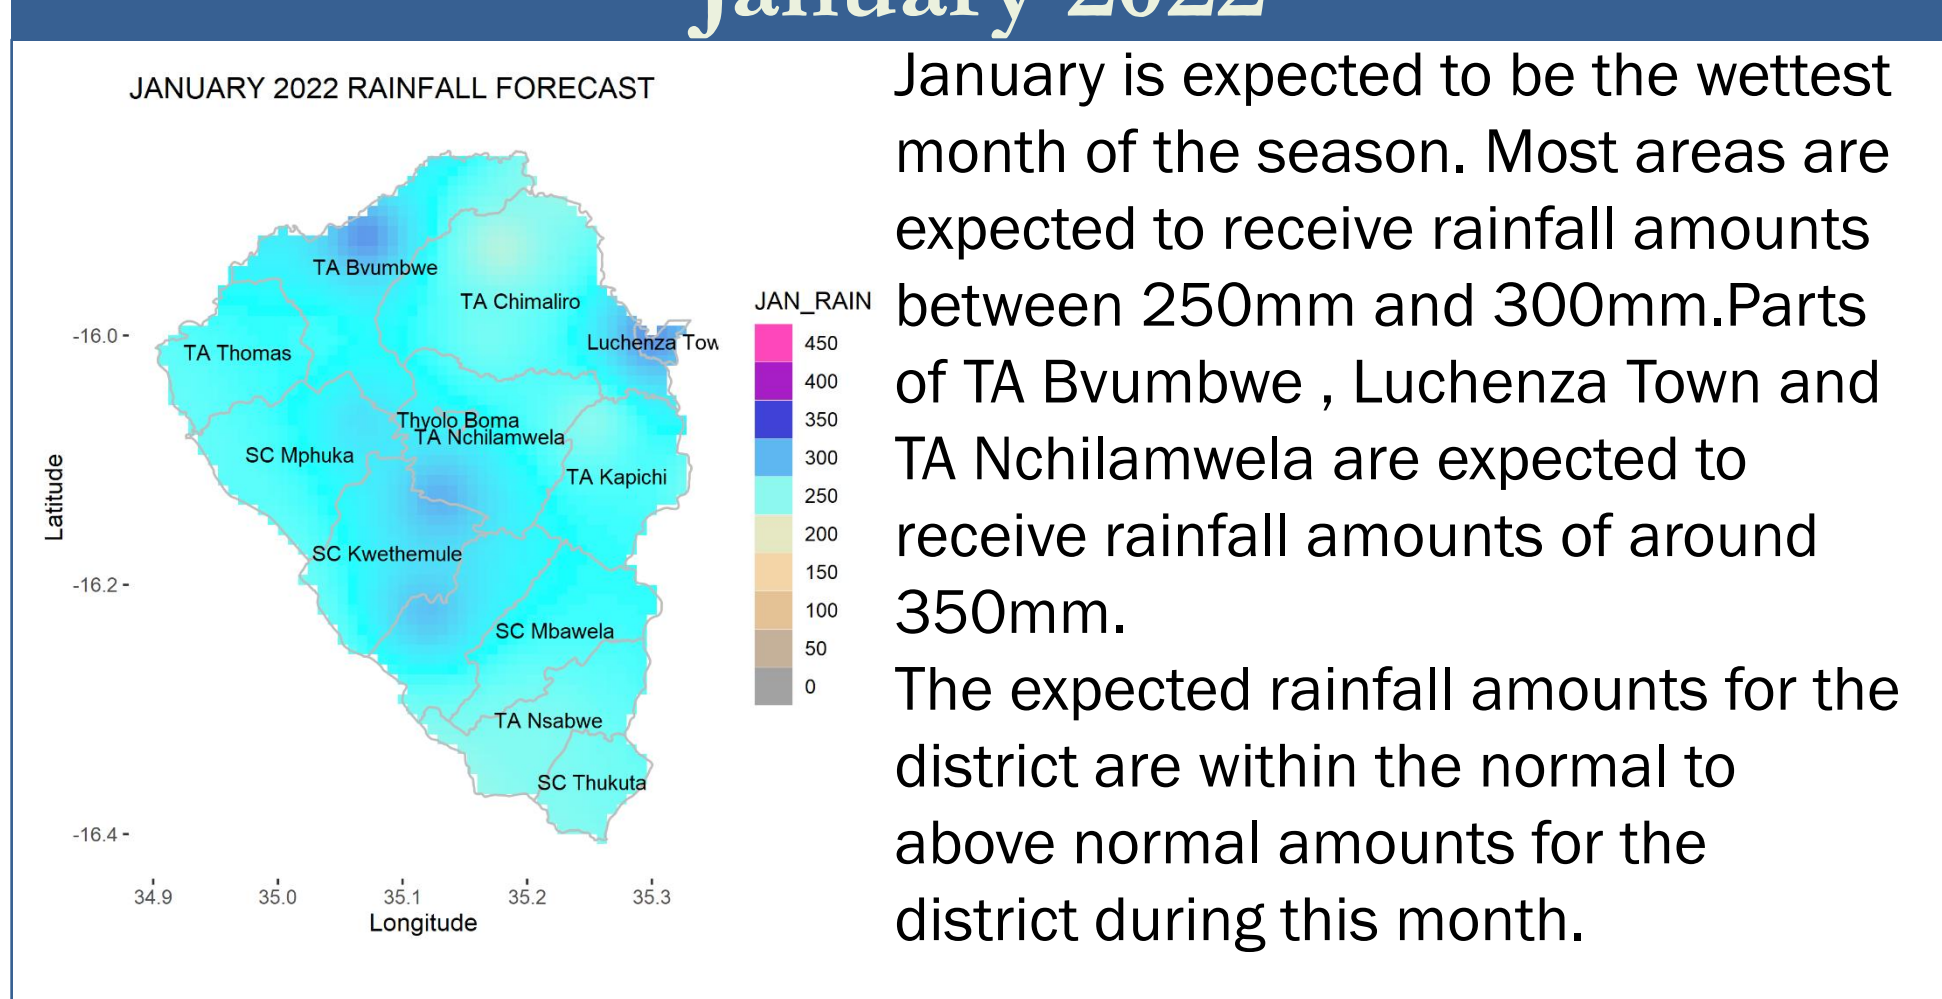 January 2022
JANUARY 2022 RAINFALL FORECAST
TA Bvumbwe
TA Chimaliro
Luchenza Tow
TA Thomas
Thyolo Boma
TA Nchilamwela
SC Mphuka
TA Kapichi
SC Kwethemule
SC Mbawela
TA Nsabwe
SC Thukuta
Latitude
-16.0
-16.2
-16.4
34.9 35.0 35.1 35.2 35.3
Longitude
JAN_RAIN
450
400
350
300
250
200
150
100
50
0
January is expected to be the wettest
month of the season. Most areas are
expected to receive rainfall amounts
between 250mm and 300mm.Parts
of TA Bvumbwe , Luchenza Town and
TA Nchilamwela are expected to
receive rainfall amounts of around
350mm.
The expected rainfall amounts for the
district are within the normal to
above normal amounts for the
district during this month.